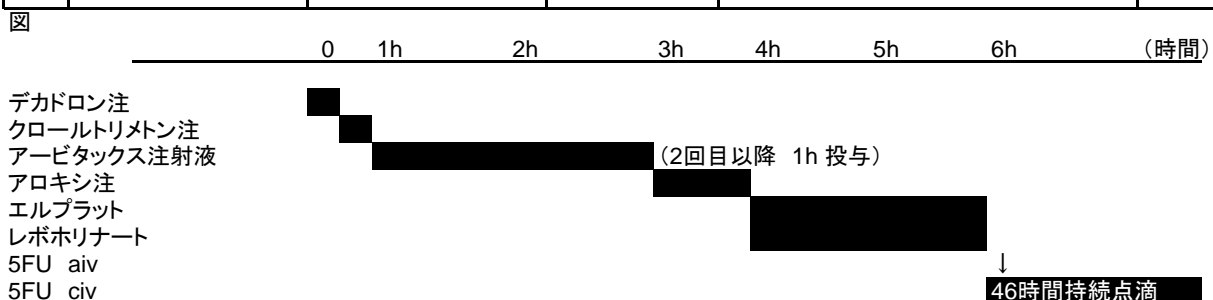 図
0 1h 2h 3h 4h 5h 6h （時間）
デカドロン注
クロールトリメトン注
アービタックス注射液 （2回目以降 1h 投与）
アロキシ注
エルプラット
レボホリナート
5FU aiv ↓
5FU civ 46時間持続点滴